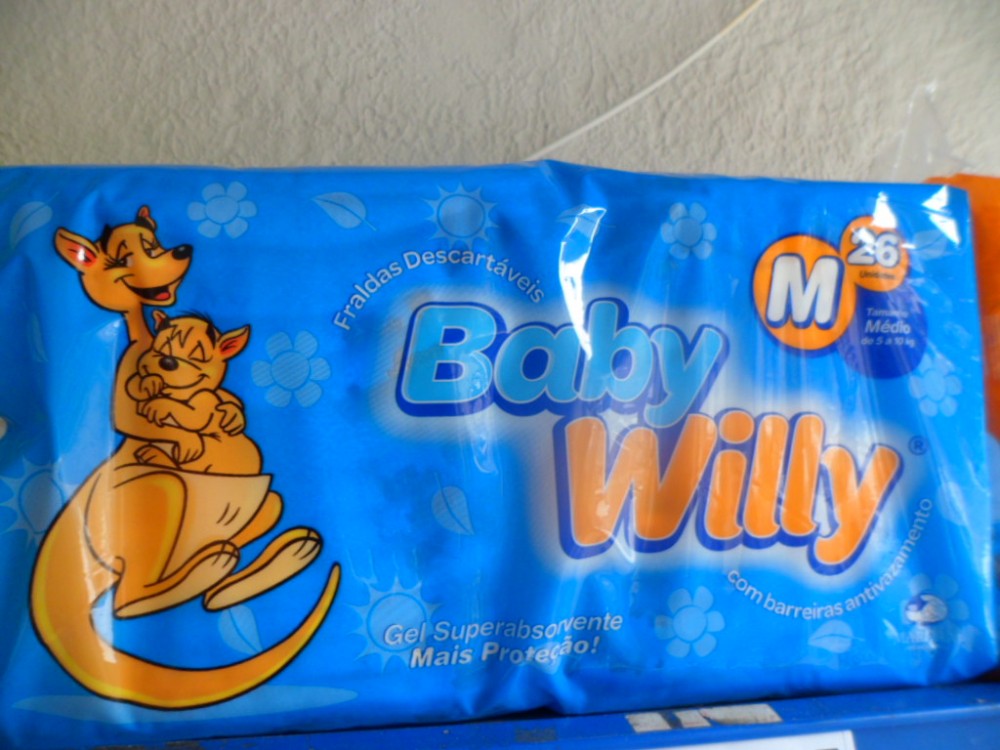 Fraldas Descartáveis
Baby
Willy®
M
26
Unidades
Tamanho
Médio
de 5 a 10 kg
com barreiras antivazamento
Gel Superabsorvente
Mais Proteção!